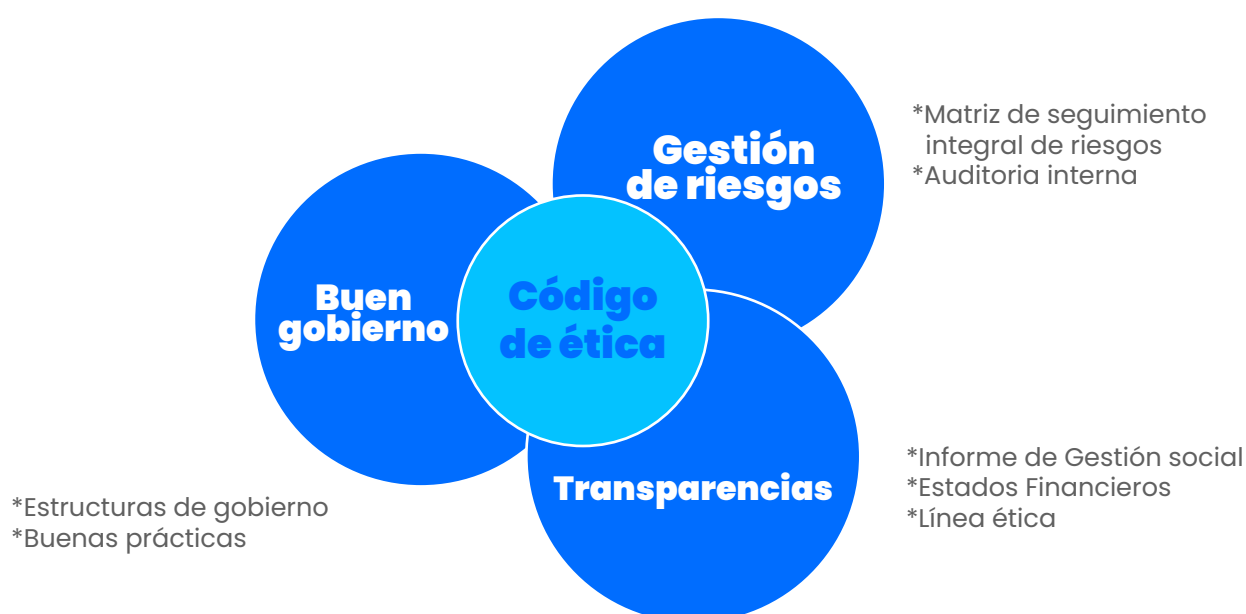 Gestión
de riesgos
*Matriz de seguimiento
integral de riesgos
*Auditoria interna
Buen
gobierno
Código
de ética
Transparencias
*Informe de Gestión social
*Estados Financieros
*Línea ética
*Estructuras de gobierno
*Buenas prácticas